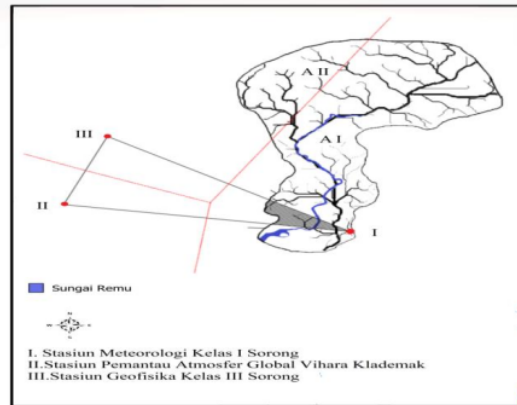 A II
III
A I
II
I
Sungai Remu
N
I. Stasiun Meteorologi Kelas I Sorong
II.Stasiun Pemantau Atmosfer Global Vihara Klademak
III.Stasiun Geofisika Kelas III Sorong